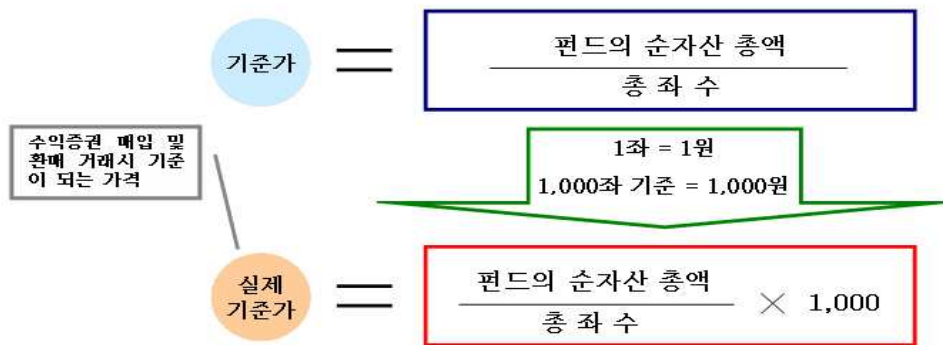 기준가
펀드의 순자산 총액
총 좌 수
수익증권 매입 및
환매 거래시 기준
이 되는 가격
1좌 = 1원
1,000좌 기준 = 1,000원
실제
기준가
펀드의 순자산 총액
총 좌 수
× 1,000